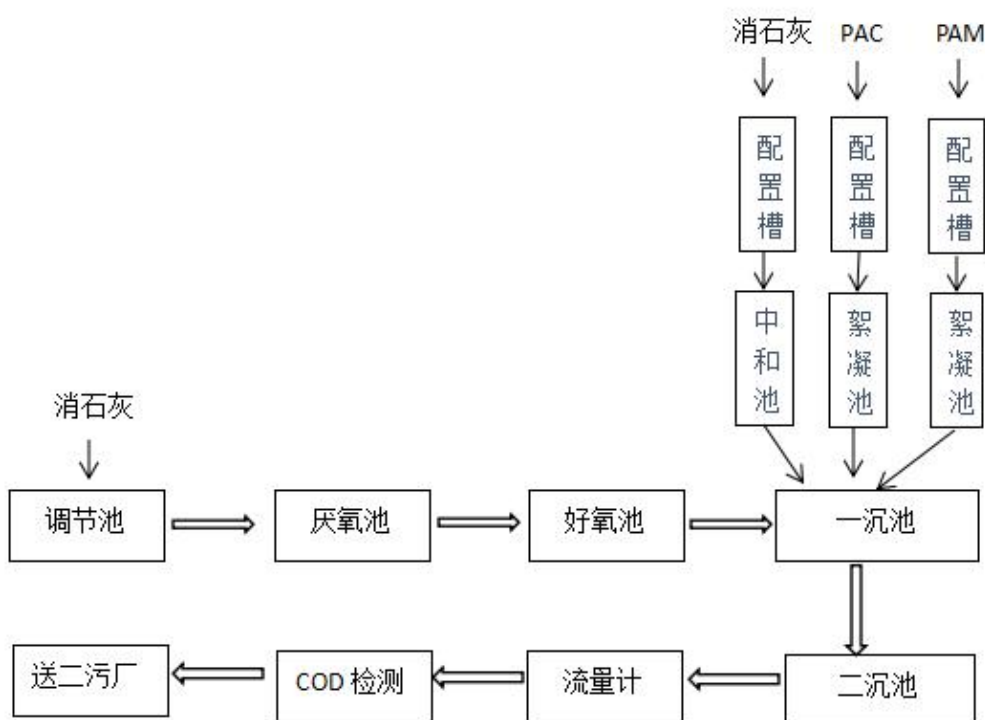 消石灰 PAC PAM
配置槽 配置槽 配置槽
中和池 絮凝池 絮凝池
消石灰
调节池 厌氧池 好氧池 一沉池
送二污厂 COD 检测 流量计 二沉池